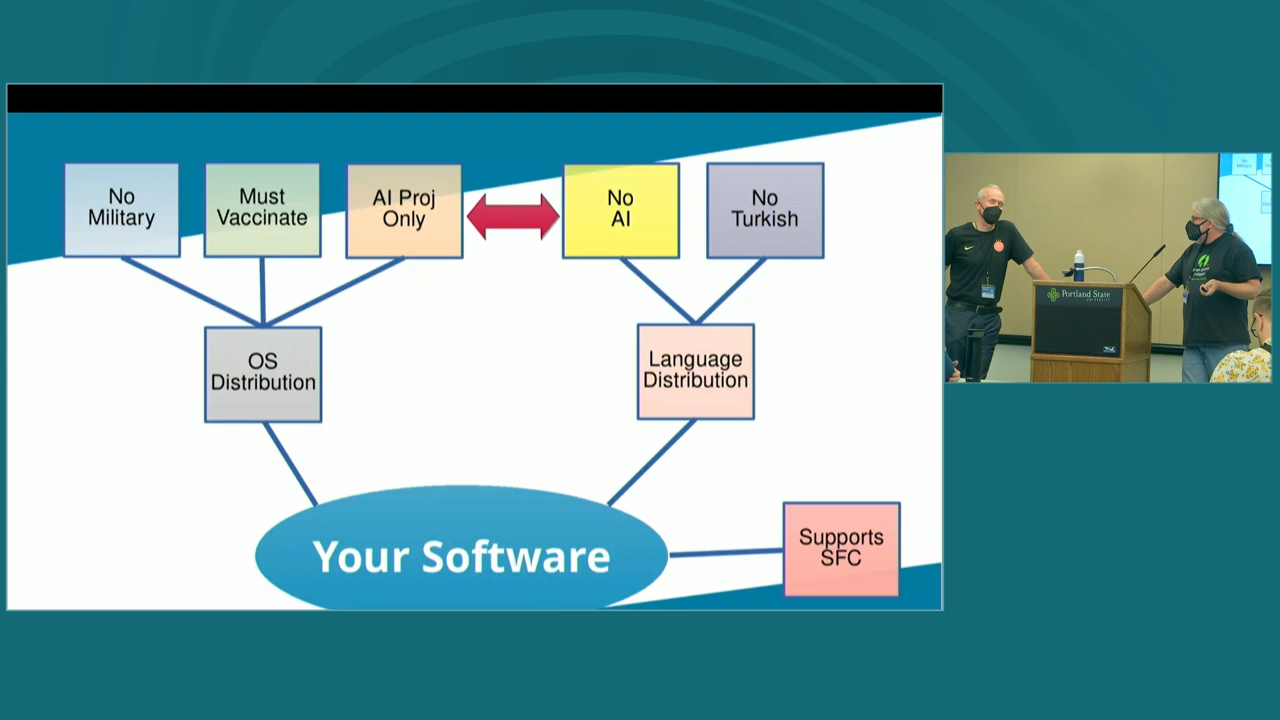 No
Military
Must
Vaccinate
AI Proj
Only
No
AI
No
Turkish
OS
Distribution
Language
Distribution
Your Software
Supports
SFC
Portland State
UNIVERSITY